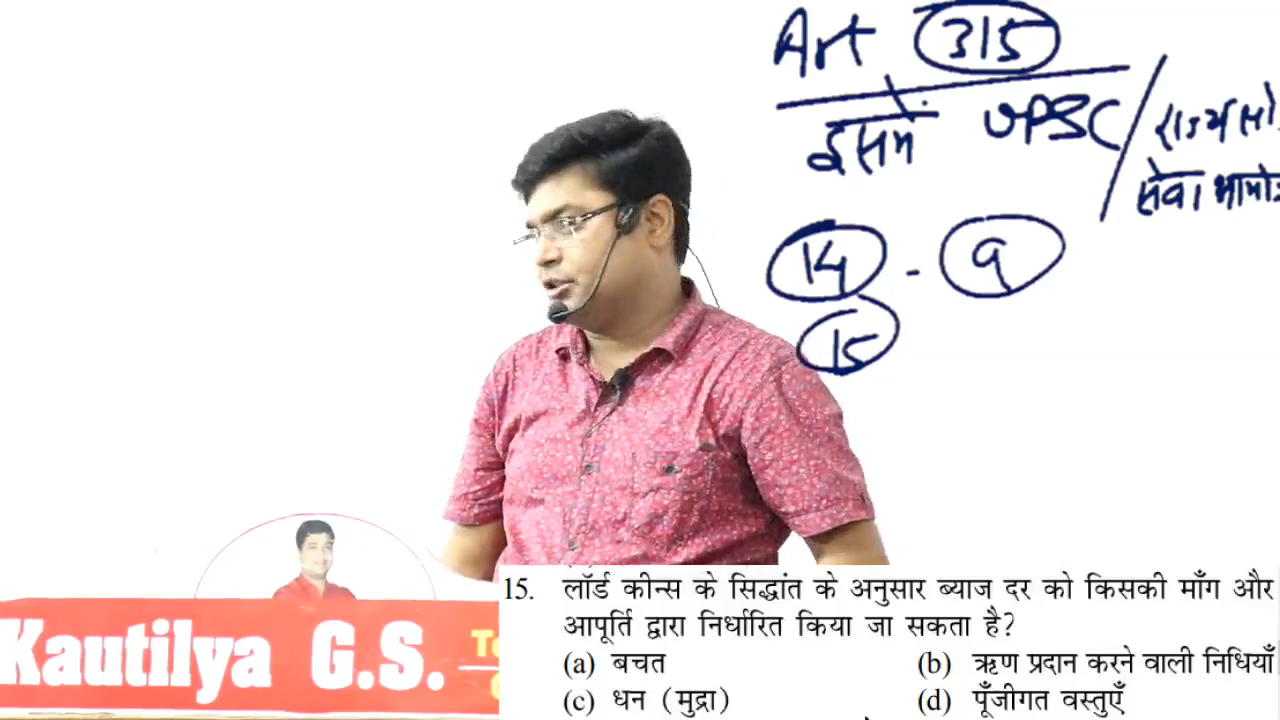 Art 315
इसमें UPSC / राज्य लो
सेवा आयो
14 - 9
15
Kautilya G.S.
15. लॉर्ड कीन्स के सिद्धांत के अनुसार ब्याज दर को किसकी माँग और
आपूर्ति द्वारा निर्धारित किया जा सकता है?
(a) बचत (b) ऋण प्रदान करने वाली निधियाँ
(c) धन (मुद्रा) (d) पूँजीगत वस्तुएँ